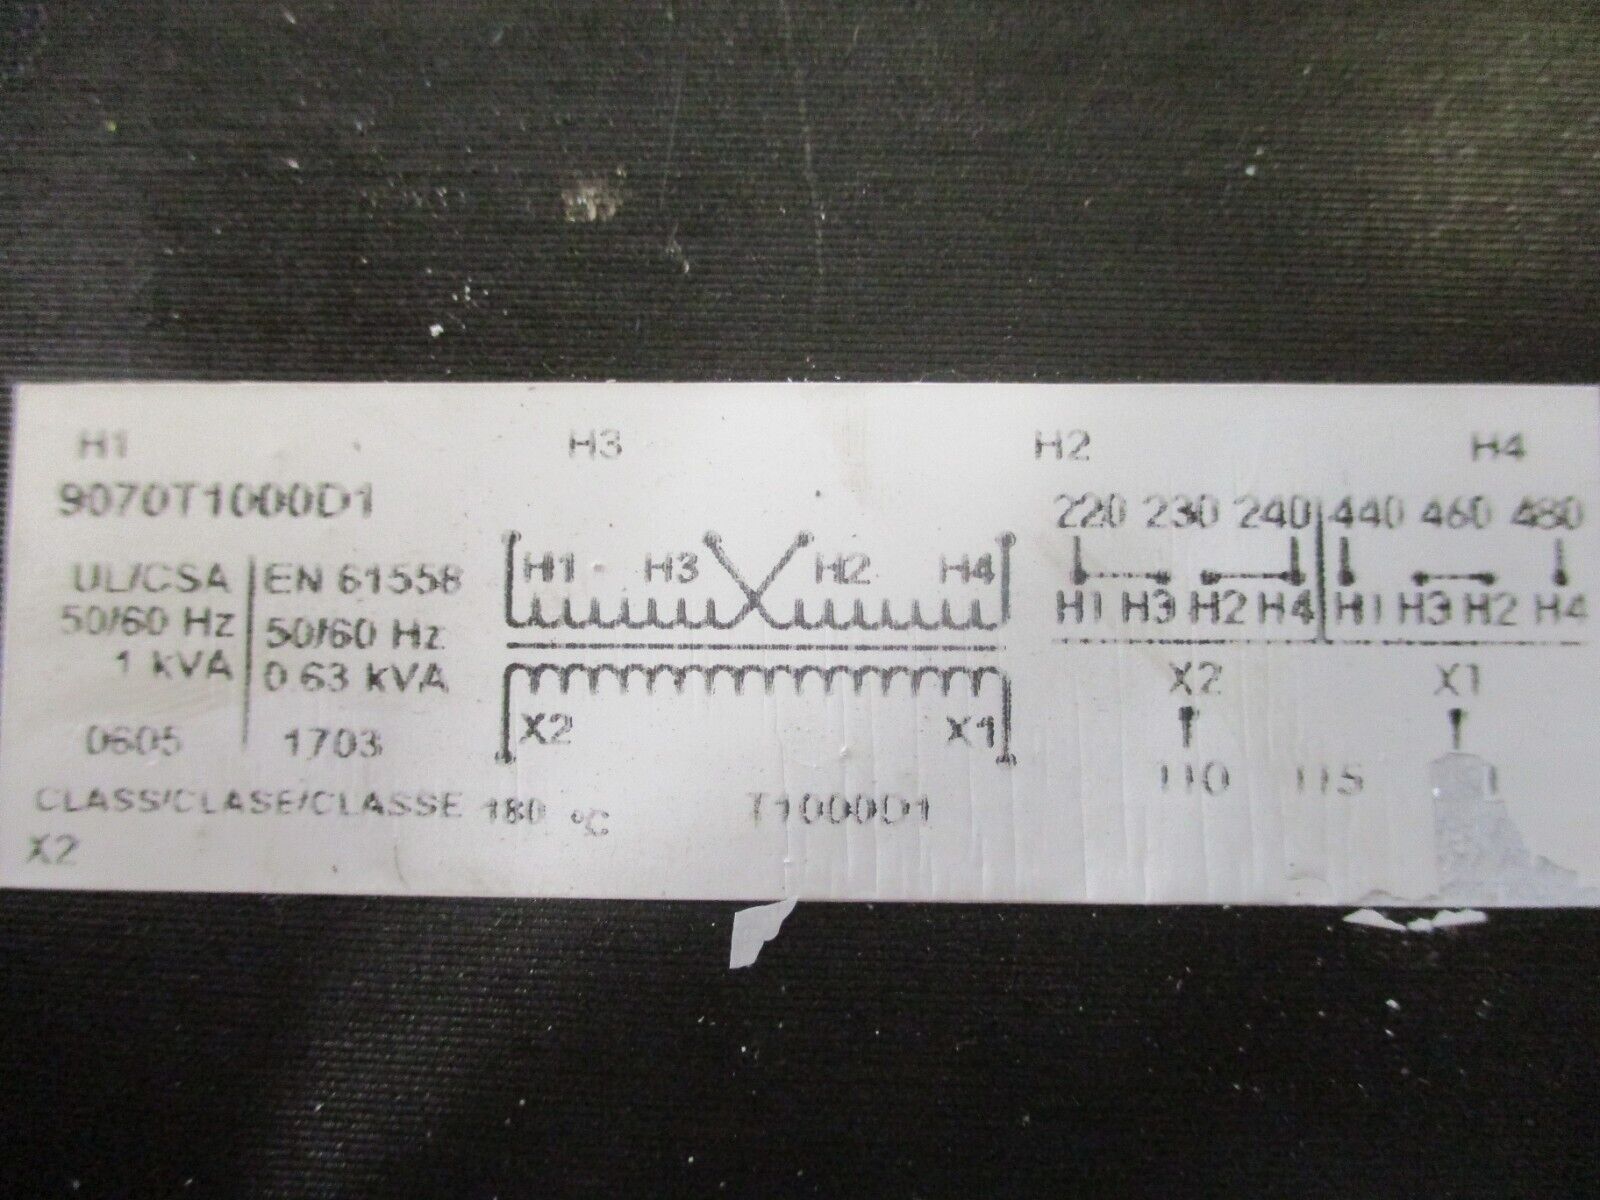 H1 H3 H2 H4
9070T1000D1
UL/CSA
50/60 Hz
1 kVA
0605
EN 61558
50/60 Hz
0.63 kVA
1703
H1 H3 H2 H4
X2 X1
220 230 240 440 460 480
H1 H3 H2 H4 H1 H3 H2 H4
X2 X1
110 115
CLASS/CLASE/CLASSE 180 °C T1000D1
X2